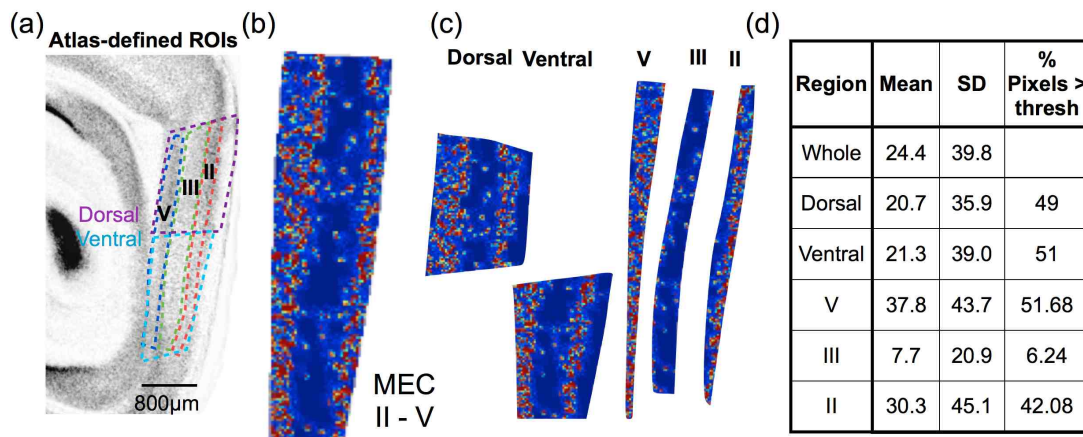 (a)
Atlas-defined ROIs
II
III
V
Dorsal
Ventral
800µm
(b)
MEC
II - V
(c)
Dorsal Ventral V III II
(d)
Region Mean SD % Pixels > thresh
Whole 24.4 39.8
Dorsal 20.7 35.9 49
Ventral 21.3 39.0 51
V 37.8 43.7 51.68
III 7.7 20.9 6.24
II 30.3 45.1 42.08